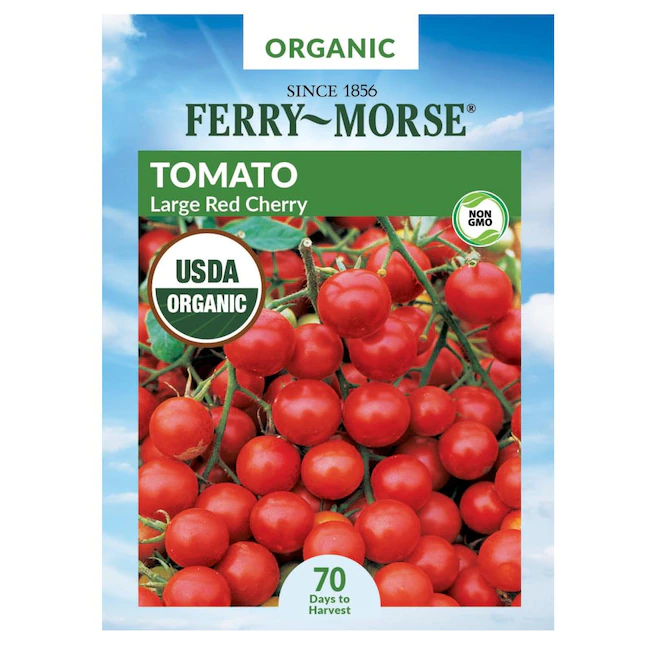 ORGANIC
SINCE 1856
FERRY~MORSE®
TOMATO
Large Red Cherry
NON
GMO
USDA
ORGANIC
70
Days to
Harvest